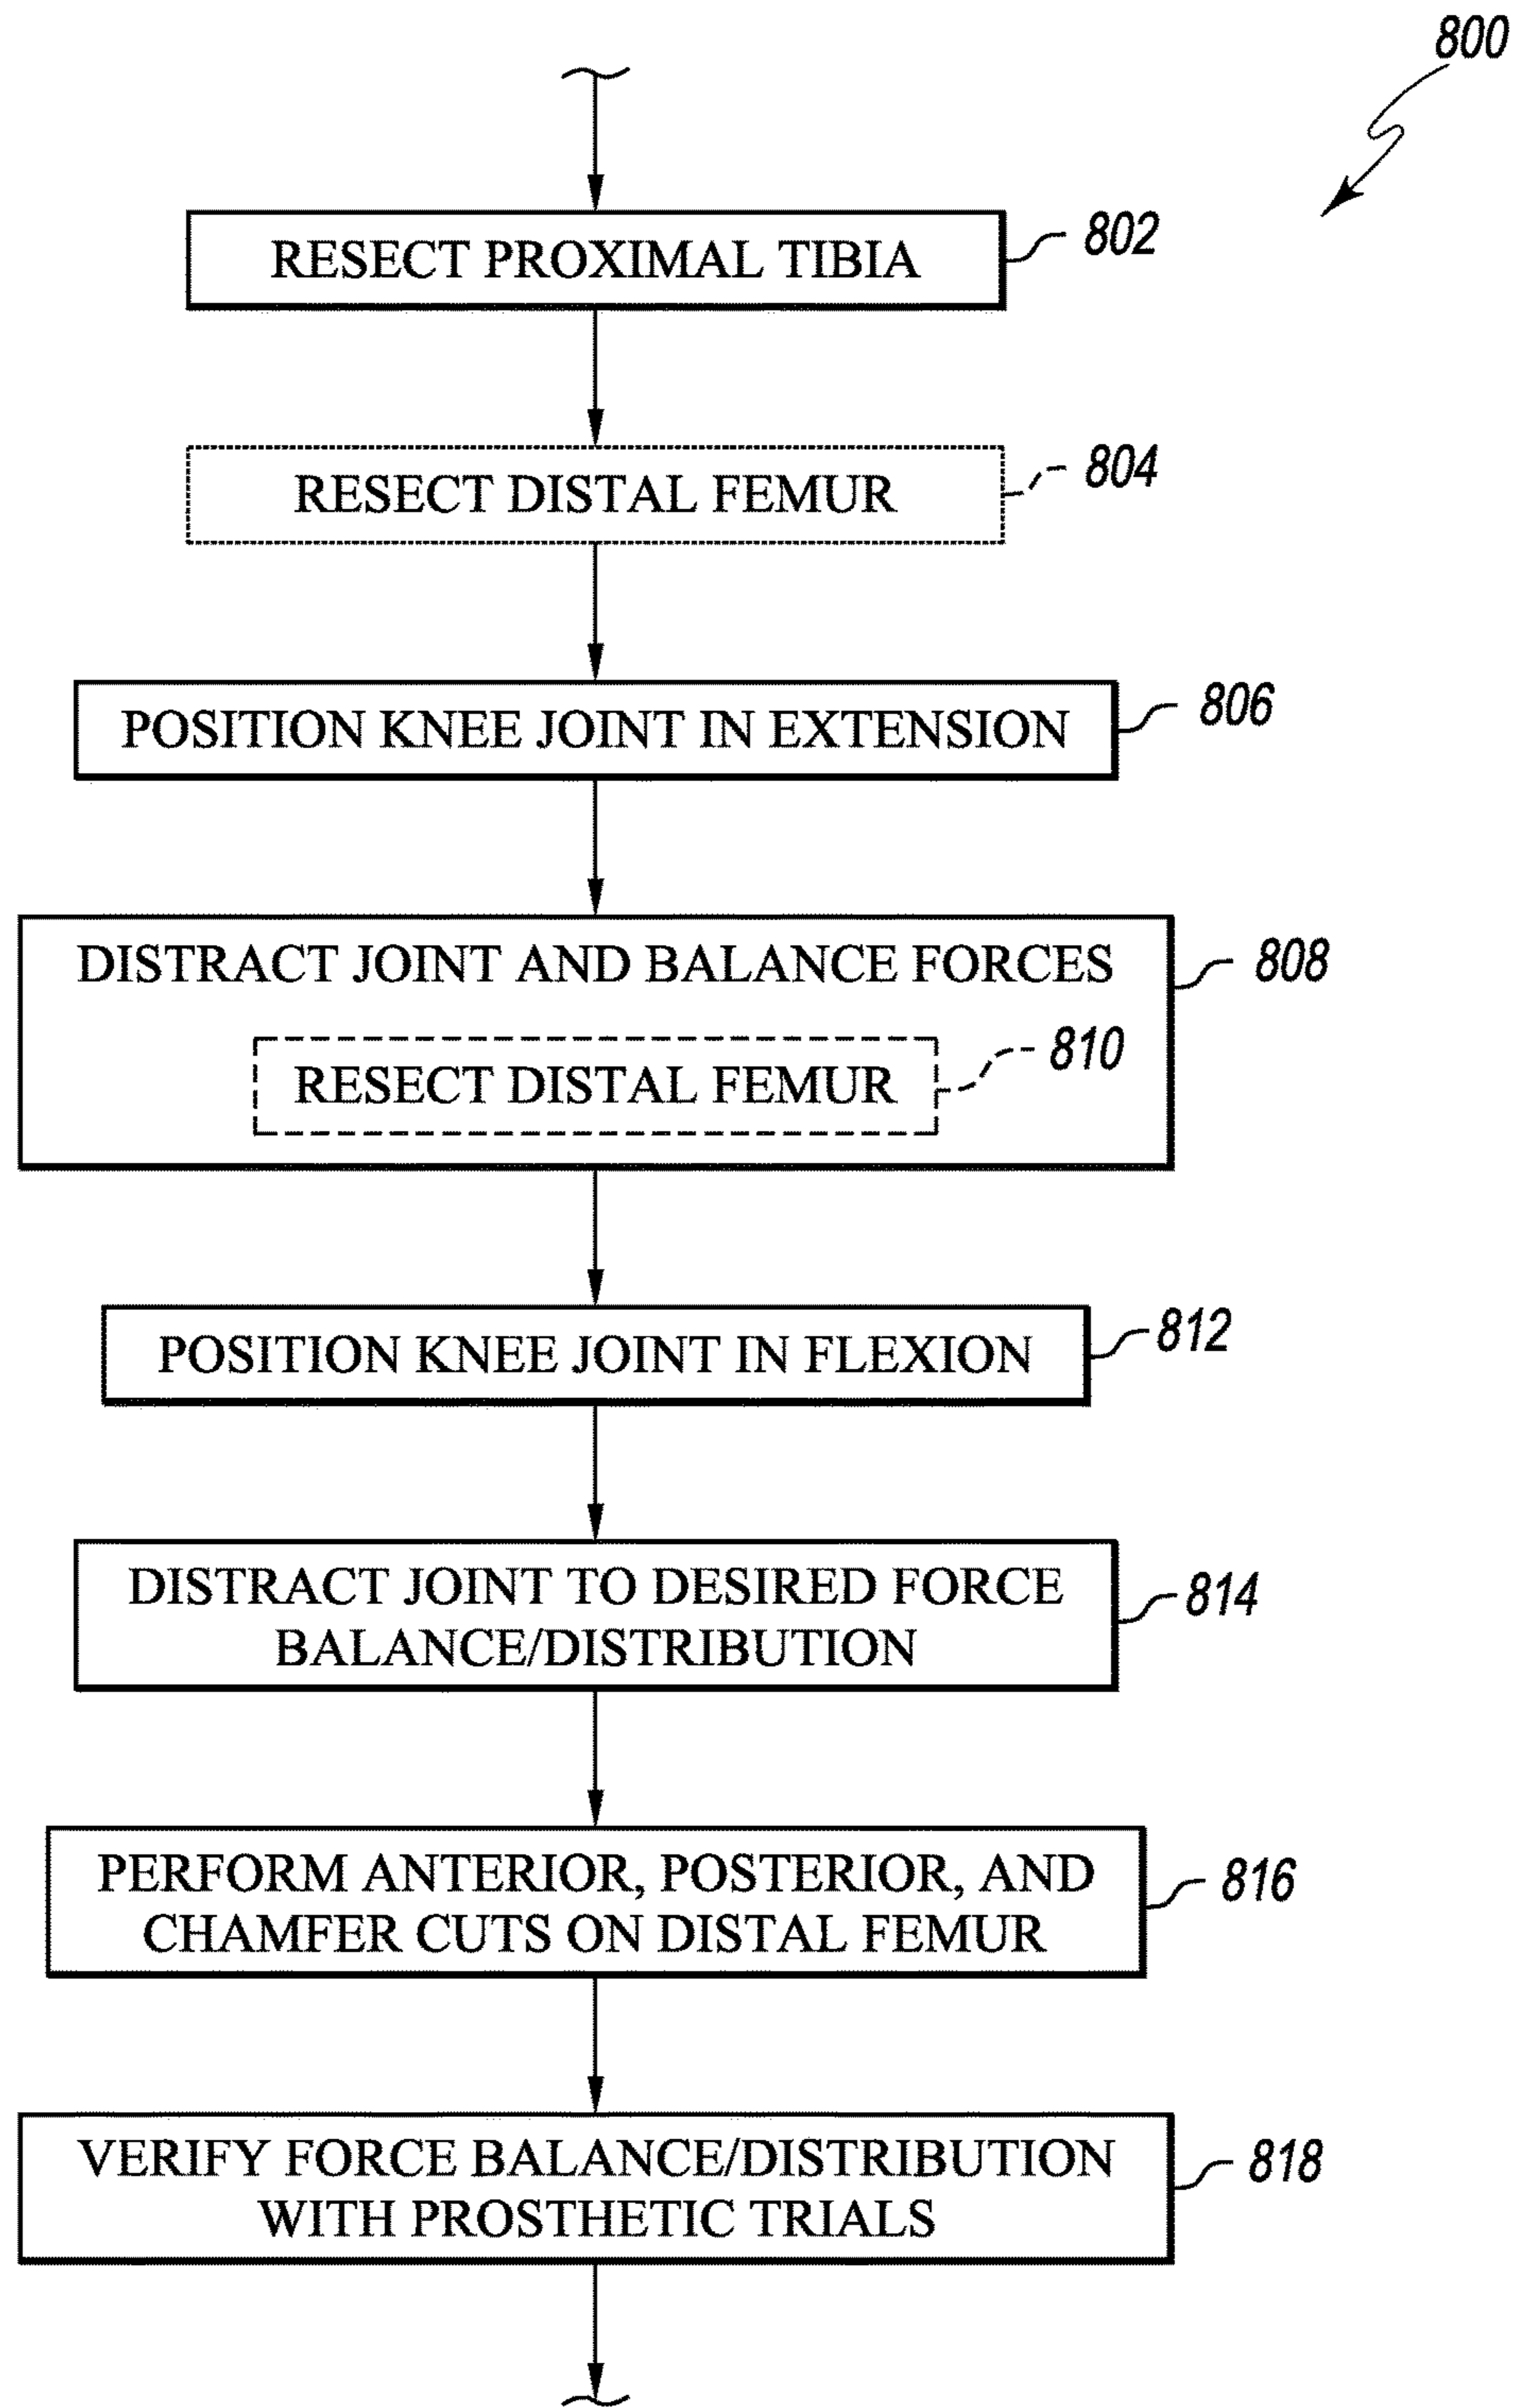 800
RESECT PROXIMAL TIBIA
802
RESECT DISTAL FEMUR
804
POSITION KNEE JOINT IN EXTENSION
806
DISTRACT JOINT AND BALANCE FORCES
808
RESECT DISTAL FEMUR
810
POSITION KNEE JOINT IN FLEXION
812
DISTRACT JOINT TO DESIRED FORCE
BALANCE/DISTRIBUTION
814
PERFORM ANTERIOR, POSTERIOR, AND
CHAMFER CUTS ON DISTAL FEMUR
816
VERIFY FORCE BALANCE/DISTRIBUTION
WITH PROSTHETIC TRIALS
818